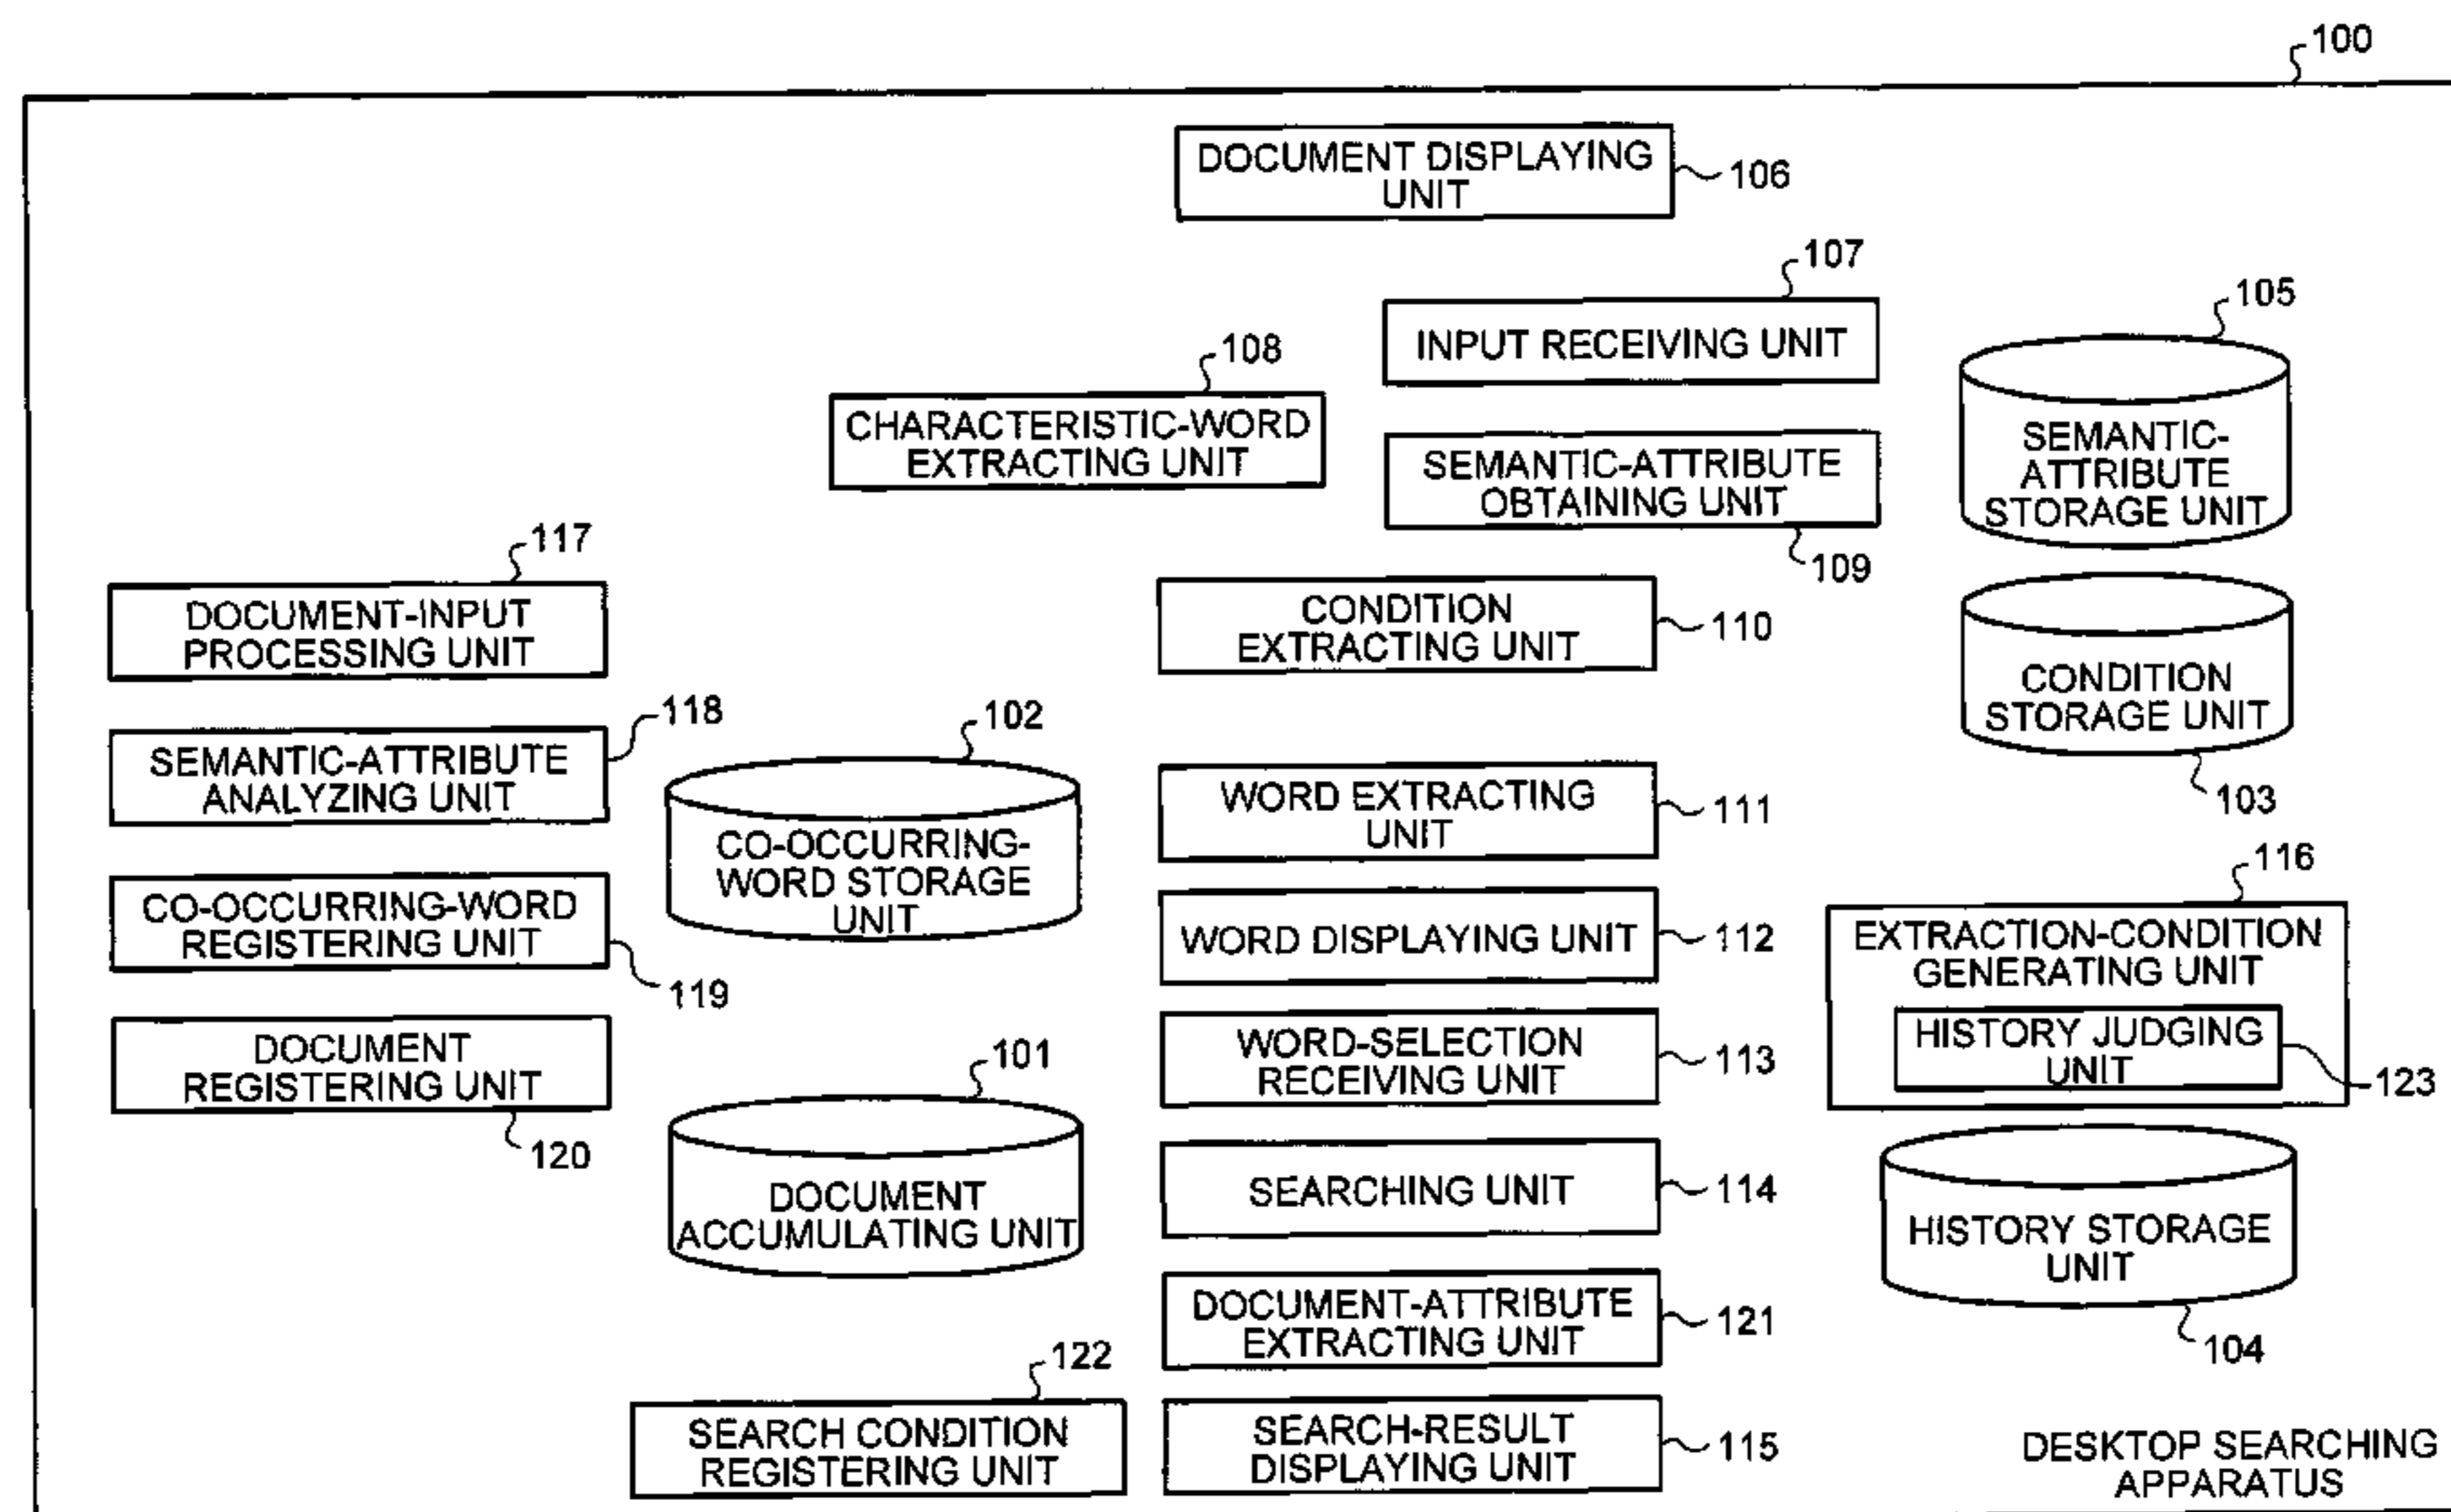 100
DOCUMENT DISPLAYING
UNIT
106
107
INPUT RECEIVING UNIT
105
SEMANTIC-
ATTRIBUTE
STORAGE UNIT
108
CHARACTERISTIC-WORD
EXTRACTING UNIT
SEMANTIC-ATTRIBUTE
OBTAINING UNIT
109
117
DOCUMENT-INPUT
PROCESSING UNIT
CONDITION
EXTRACTING UNIT
110
CONDITION
STORAGE UNIT
103
118
SEMANTIC-ATTRIBUTE
ANALYZING UNIT
102
CO-OCCURRING-
WORD STORAGE
UNIT
WORD EXTRACTING
UNIT
111
CO-OCCURRING-WORD
REGISTERING UNIT
119
WORD DISPLAYING UNIT
112
116
EXTRACTION-CONDITION
GENERATING UNIT
HISTORY JUDGING
UNIT
123
DOCUMENT
REGISTERING UNIT
120
101
DOCUMENT
ACCUMULATING UNIT
WORD-SELECTION
RECEIVING UNIT
113
SEARCHING UNIT
114
HISTORY STORAGE
UNIT
104
DOCUMENT-ATTRIBUTE
EXTRACTING UNIT
121
122
SEARCH CONDITION
REGISTERING UNIT
SEARCH-RESULT
DISPLAYING UNIT
115
DESKTOP SEARCHING
APPARATUS